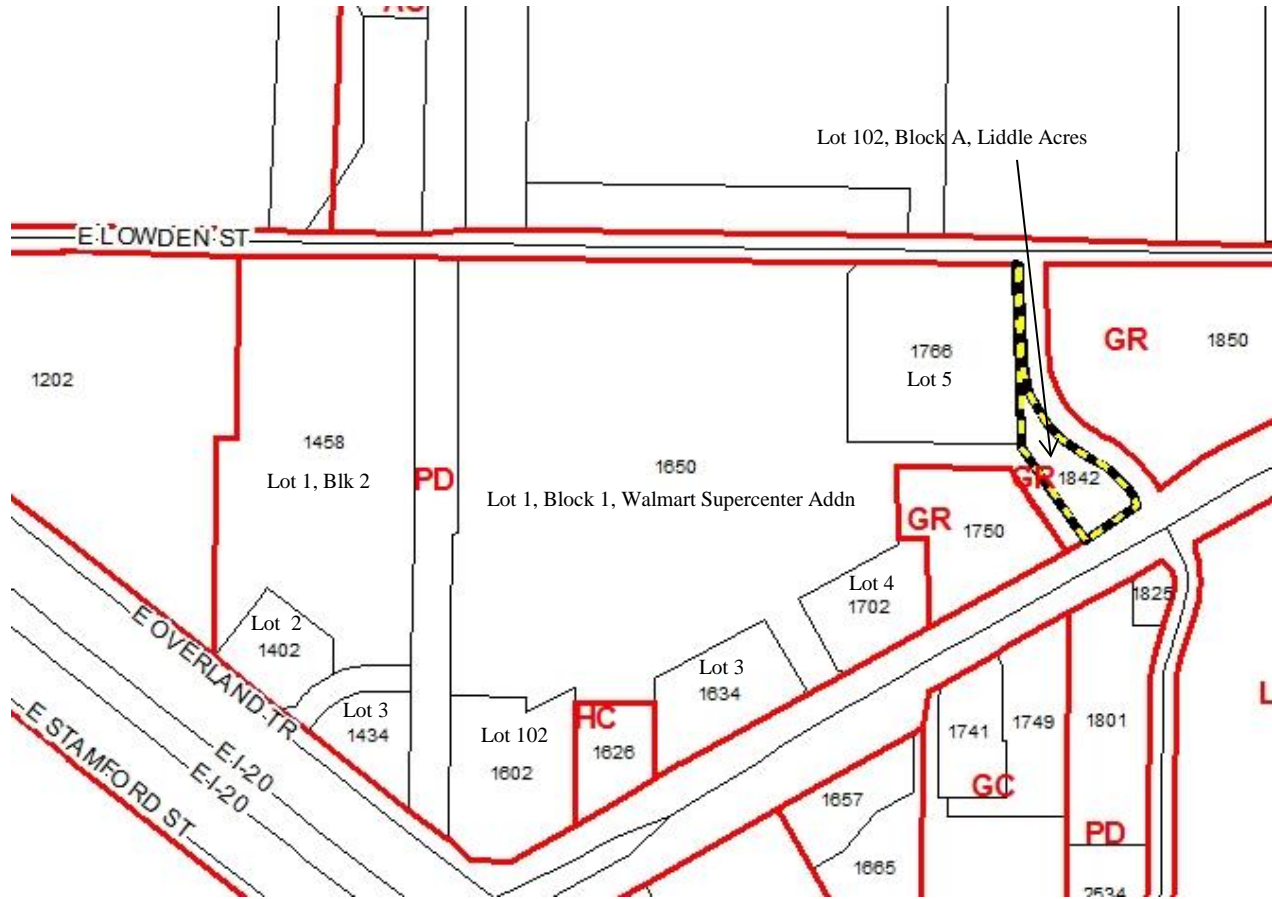 AO
Lot 102, Block A, Liddle Acres
E LOWDEN ST
1202
1458
Lot 1, Blk 2
PD
1650
Lot 1, Block 1, Walmart Supercenter Addn
1766
Lot 5
GR
1850
GR
1842
GR
1750
Lot 4
1702
1825
Lot 2
1402
Lot 3
1634
Lot 3
1434
Lot 102
1602
HC
1626
1741
1749
1801
L
GC
PD
1657
1665
2534
E OVERLAND TR
E I-20
E I-20
E STAMFORD ST